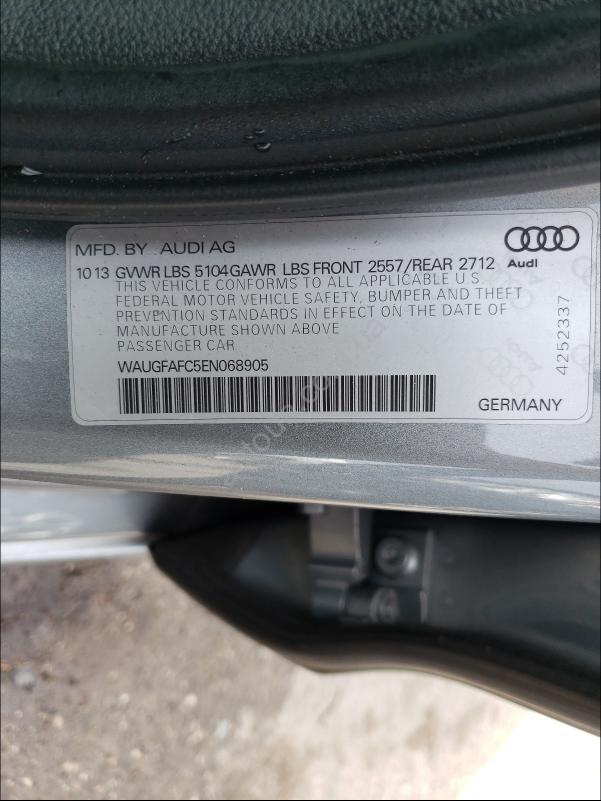 MFD. BY . AUDI AG
Audi
10 13 GVWR LBS 5104 GAWR LBS FRONT 2557/REAR 2712
THIS VEHICLE CONFORMS TO ALL APPLICABLE U S
FEDERAL MOTOR VEHICLE SAFETY, BUMPER AND THEFT
PREVENTION STANDARDS IN EFFECT ON THE DATE OF
MANUFACTURE SHOWN ABOVE
PASSENGER CAR
4252337
WAUGFAFC5EN068905
GERMANY